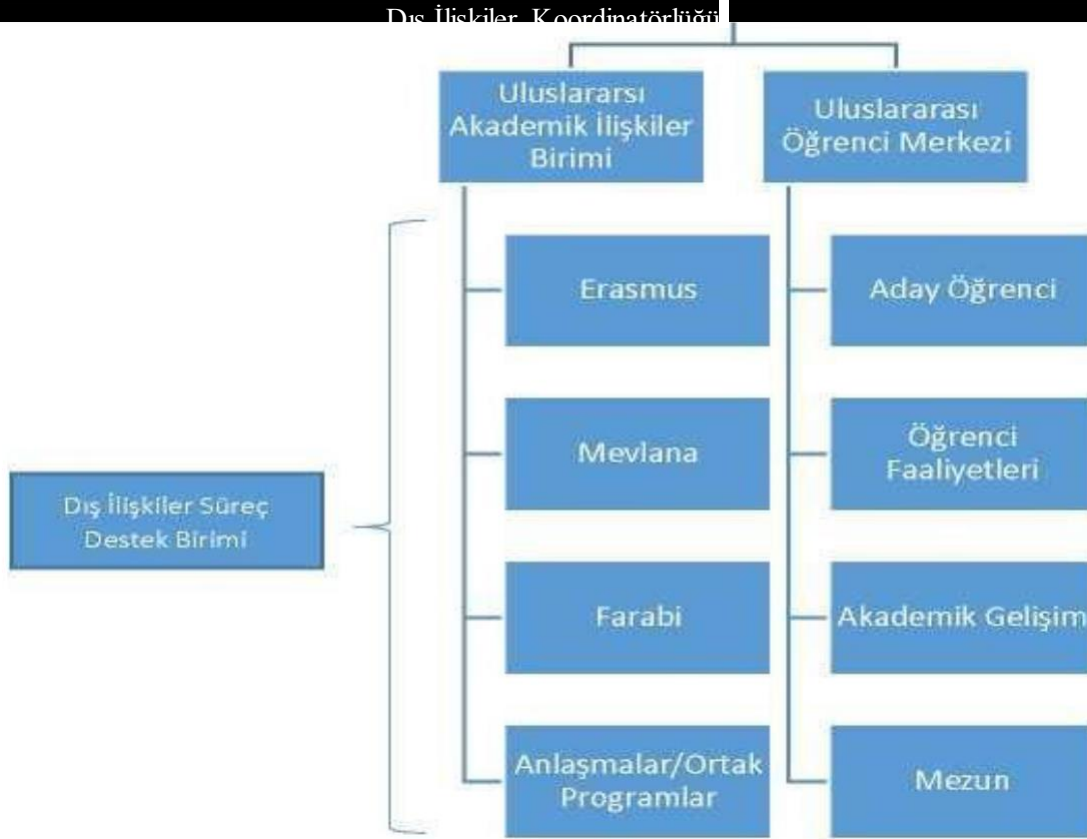 Dış İlişkiler Koordinatörlüğü
Uluslararsı
Akademik İlişkiler
Birimi
Uluslararası
Öğrenci Merkezi
Erasmus
Aday Öğrenci
Mevlana
Öğrenci
Faaliyetleri
Dış İlişkiler Süreç
Destek Birimi
Farabi
Akademik Gelişim
Anlaşmalar/Ortak
Programlar
Mezun